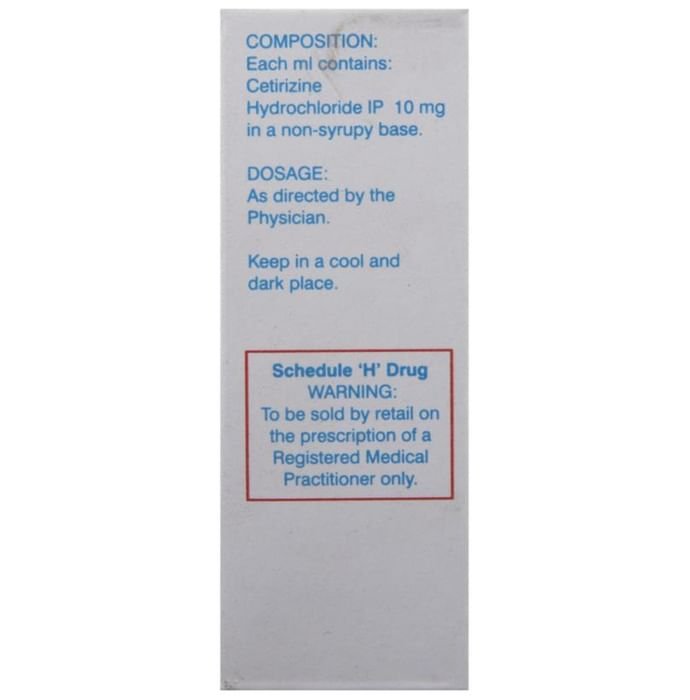 COMPOSITION:
Each ml contains:
Cetirizine
Hydrochloride IP 10 mg
in a non-syrupy base.
DOSAGE:
As directed by the
Physician.
Keep in a cool and
dark place.
Schedule ‘H’ Drug
WARNING:
To be sold by retail on
the prescription of a
Registered Medical
Practitioner only.